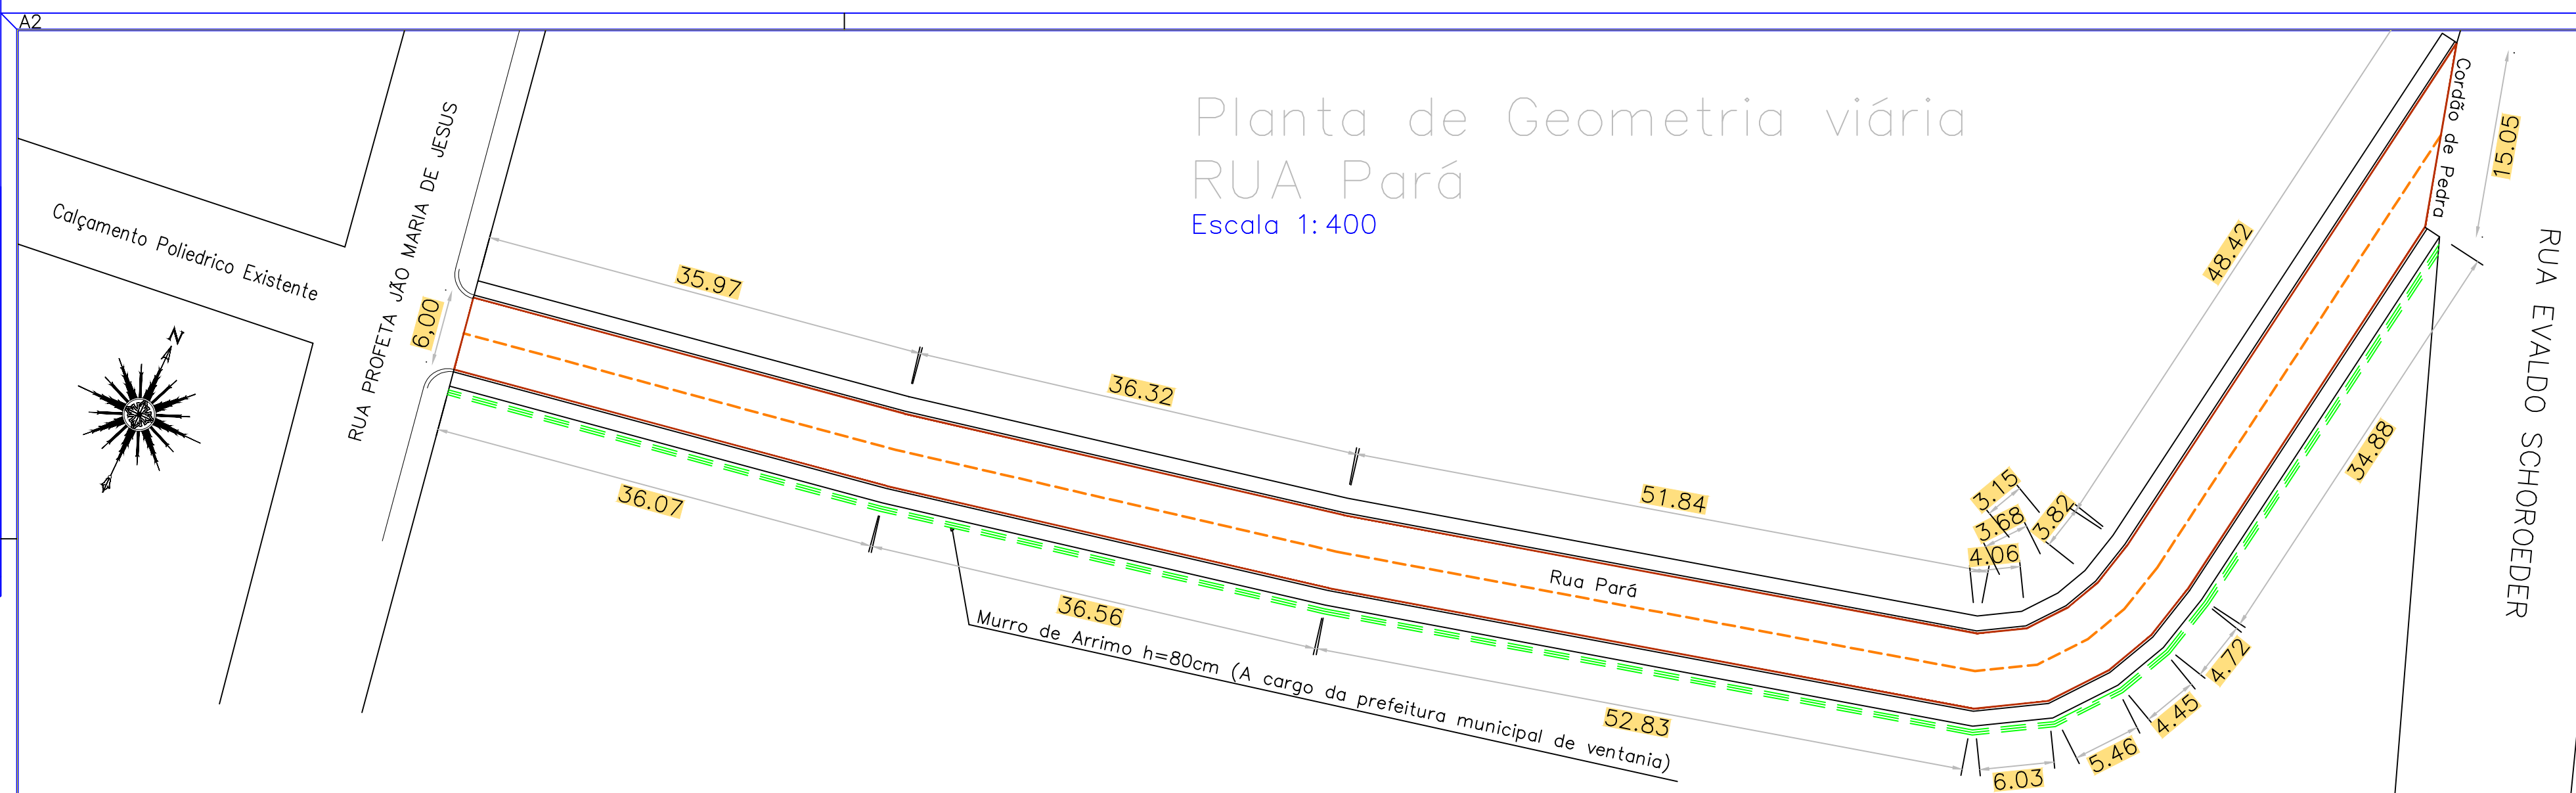 A2
Planta de Geometria viária
RUA Pará
Escala 1:400
Calçamento Poliedrico Existente
RUA PROFETA JÃO MARIA DE JESUS
N
6,00
35.97
36.32
51.84
3.15
3.68
3.82
4.06
48.42
15.05
Cordão de Pedra
RUA EVALDO SCHOROEDER
Rua Pará
36.07
36.56
52.83
6.03
5.46
4.45
4.72
34.88
Murro de Arrimo h=80cm (A cargo da prefeitura municipal de ventania)